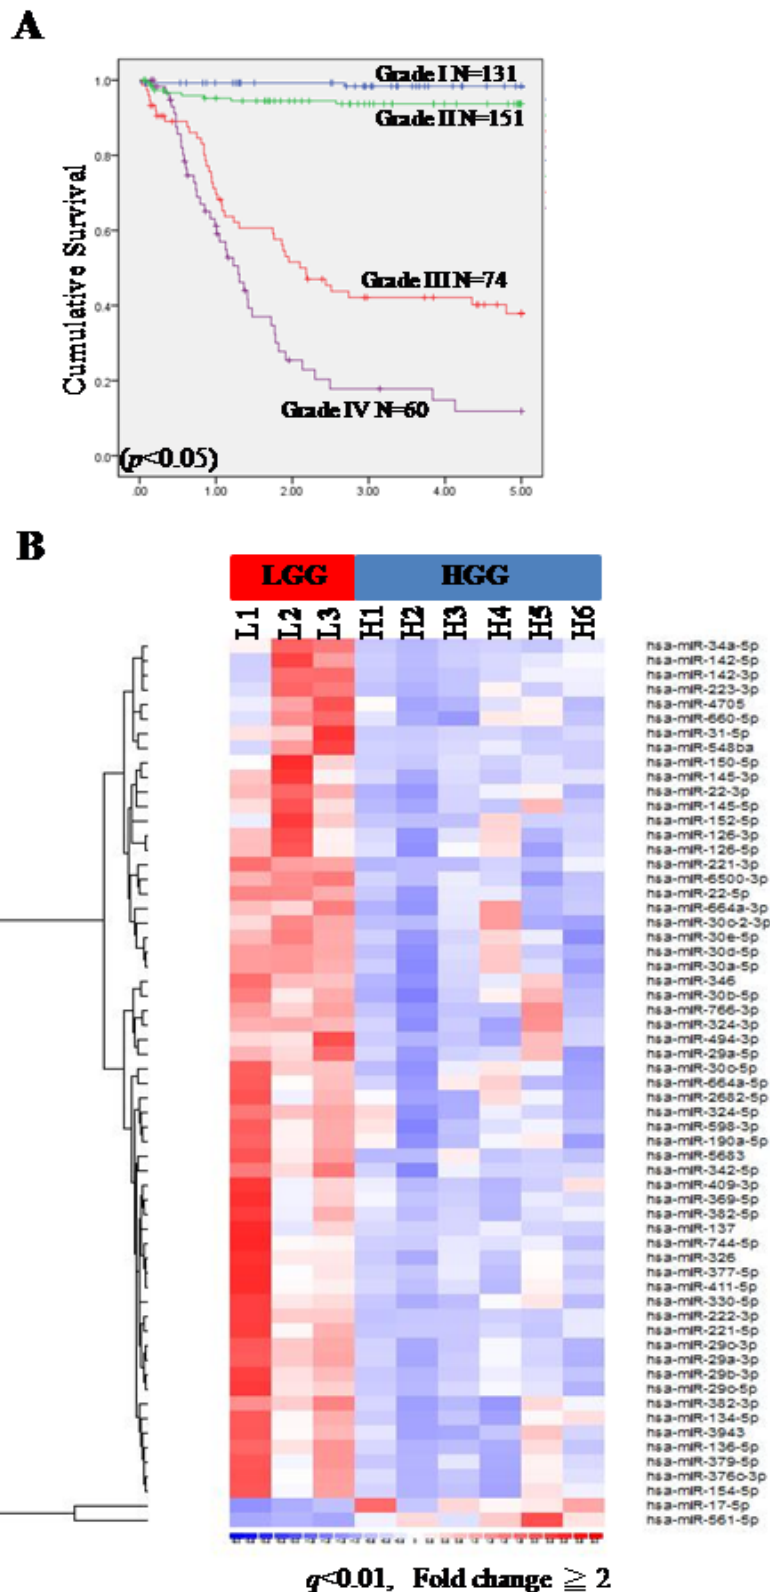 A
Grade I N=131
1.0
Grade II N=151
0.8
Cumulative Survival
0.6
Grade III N=74
0.4
0.2
Grade IV N=60
0.0
(p<0.05)
.00 1.00 2.00 3.00 4.00 5.00
B
LGG HGG
L1 L2 L3 H1 H2 H3 H4 H5 H6
hsa-miR-34a-5p
hsa-miR-142-5p
hsa-miR-142-3p
hsa-miR-223-3p
hsa-miR-4705
hsa-miR-660-5p
hsa-miR-31-5p
hsa-miR-548ba
hsa-miR-150-5p
hsa-miR-145-3p
hsa-miR-22-3p
hsa-miR-145-5p
hsa-miR-152-5p
hsa-miR-126-3p
hsa-miR-126-5p
hsa-miR-221-3p
hsa-miR-6500-3p
hsa-miR-22-5p
hsa-miR-664a-3p
hsa-miR-30c-2-3p
hsa-miR-30e-5p
hsa-miR-30d-5p
hsa-miR-30a-5p
hsa-miR-346
hsa-miR-30b-5p
hsa-miR-766-3p
hsa-miR-324-3p
hsa-miR-494-3p
hsa-miR-29a-5p
hsa-miR-30c-5p
hsa-miR-664a-5p
hsa-miR-2682-5p
hsa-miR-324-5p
hsa-miR-598-3p
hsa-miR-190a-5p
hsa-miR-5683
hsa-miR-342-5p
hsa-miR-409-3p
hsa-miR-369-5p
hsa-miR-382-5p
hsa-miR-137
hsa-miR-744-5p
hsa-miR-326
hsa-miR-377-5p
hsa-miR-411-5p
hsa-miR-330-5p
hsa-miR-222-3p
hsa-miR-221-5p
hsa-miR-29c-3p
hsa-miR-29a-3p
hsa-miR-29b-3p
hsa-miR-29c-5p
hsa-miR-382-3p
hsa-miR-134-5p
hsa-miR-3943
hsa-miR-136-5p
hsa-miR-379-5p
hsa-miR-376c-3p
hsa-miR-154-5p
hsa-miR-17-5p
hsa-miR-561-5p
q<0.01, Fold change ≧ 2